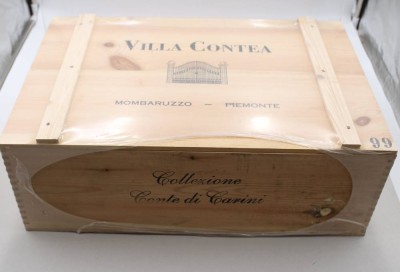 VILLA CONTEA
MOMBARUZZO – PIEMONTE
99
Collezione
Conte di Carini